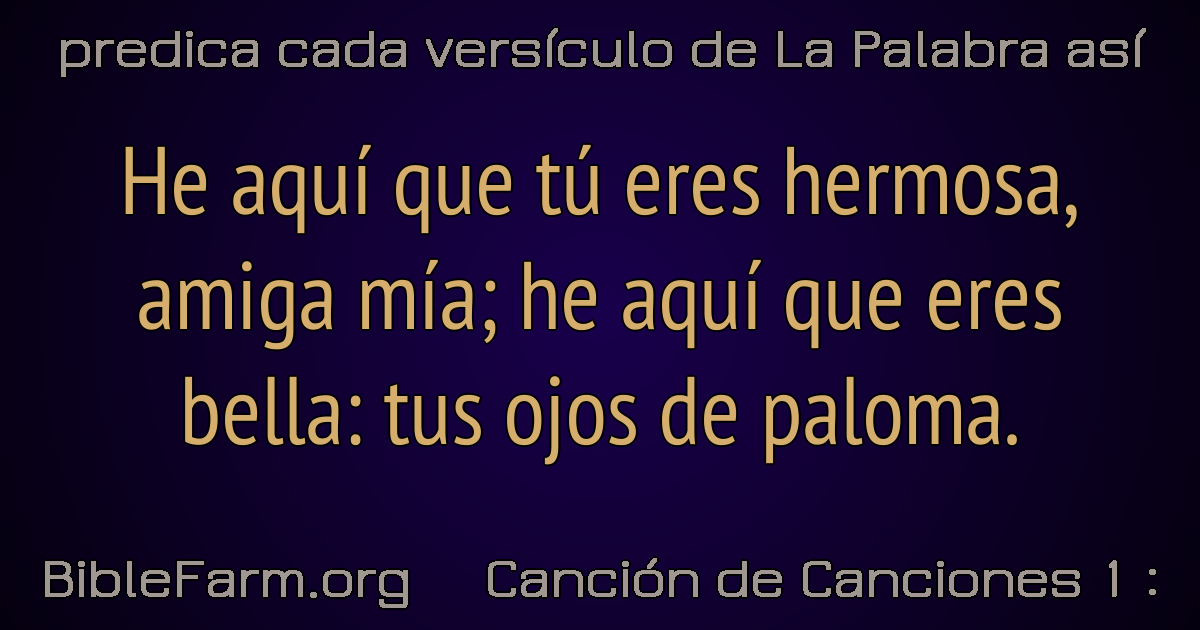 predica cada versículo de La Palabra así
He aquí que tú eres hermosa,
amiga mía; he aquí que eres
bella: tus ojos de paloma.
BibleFarm.org Canción de Canciones 1 :